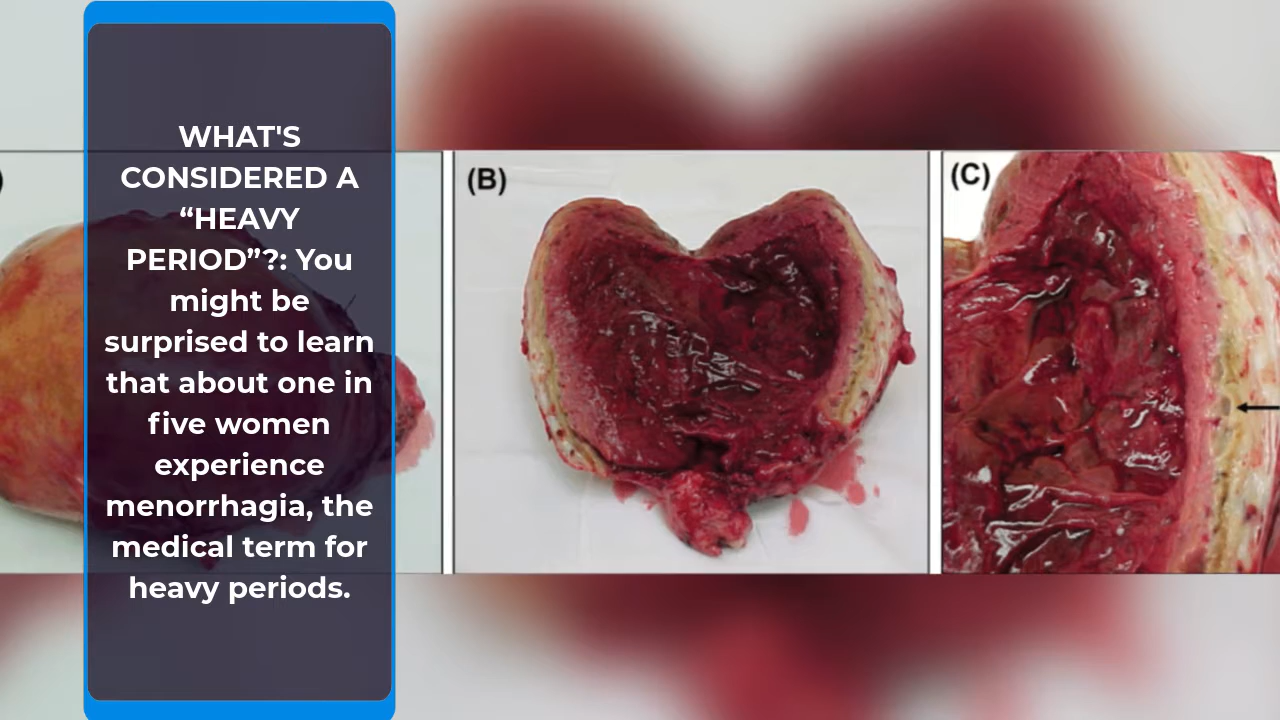 WHAT'S
CONSIDERED A
“HEAVY
PERIOD”?: You
might be
surprised to learn
that about one in
five women
experience
menorrhagia, the
medical term for
heavy periods.
(B)
(C)